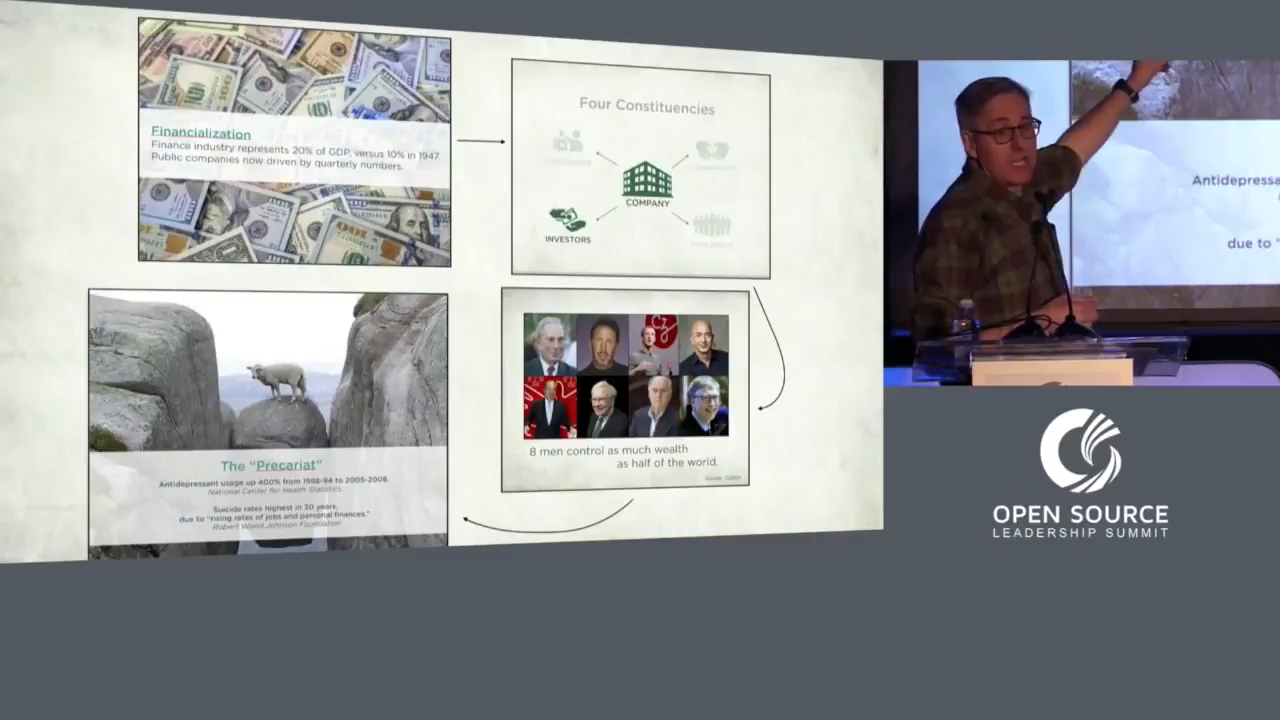 Financialization
Finance industry represents 20% of GDP, versus 10% in 1947.
Public companies now driven by quarterly numbers.
Four Constituencies
COMPANY
INVESTORS
8 men control as much wealth
as half of the world.
The "Precariat"
Antidepressant usage up 400% from 1988-94 to 2005-2008.
National Center for Health Statistics.
Suicide rates highest in 30 years,
due to "rising rates of jobs and personal finances."
Robert Wood Johnson Foundation
Antidepressa
due to "
OPEN SOURCE
LEADERSHIP SUMMIT